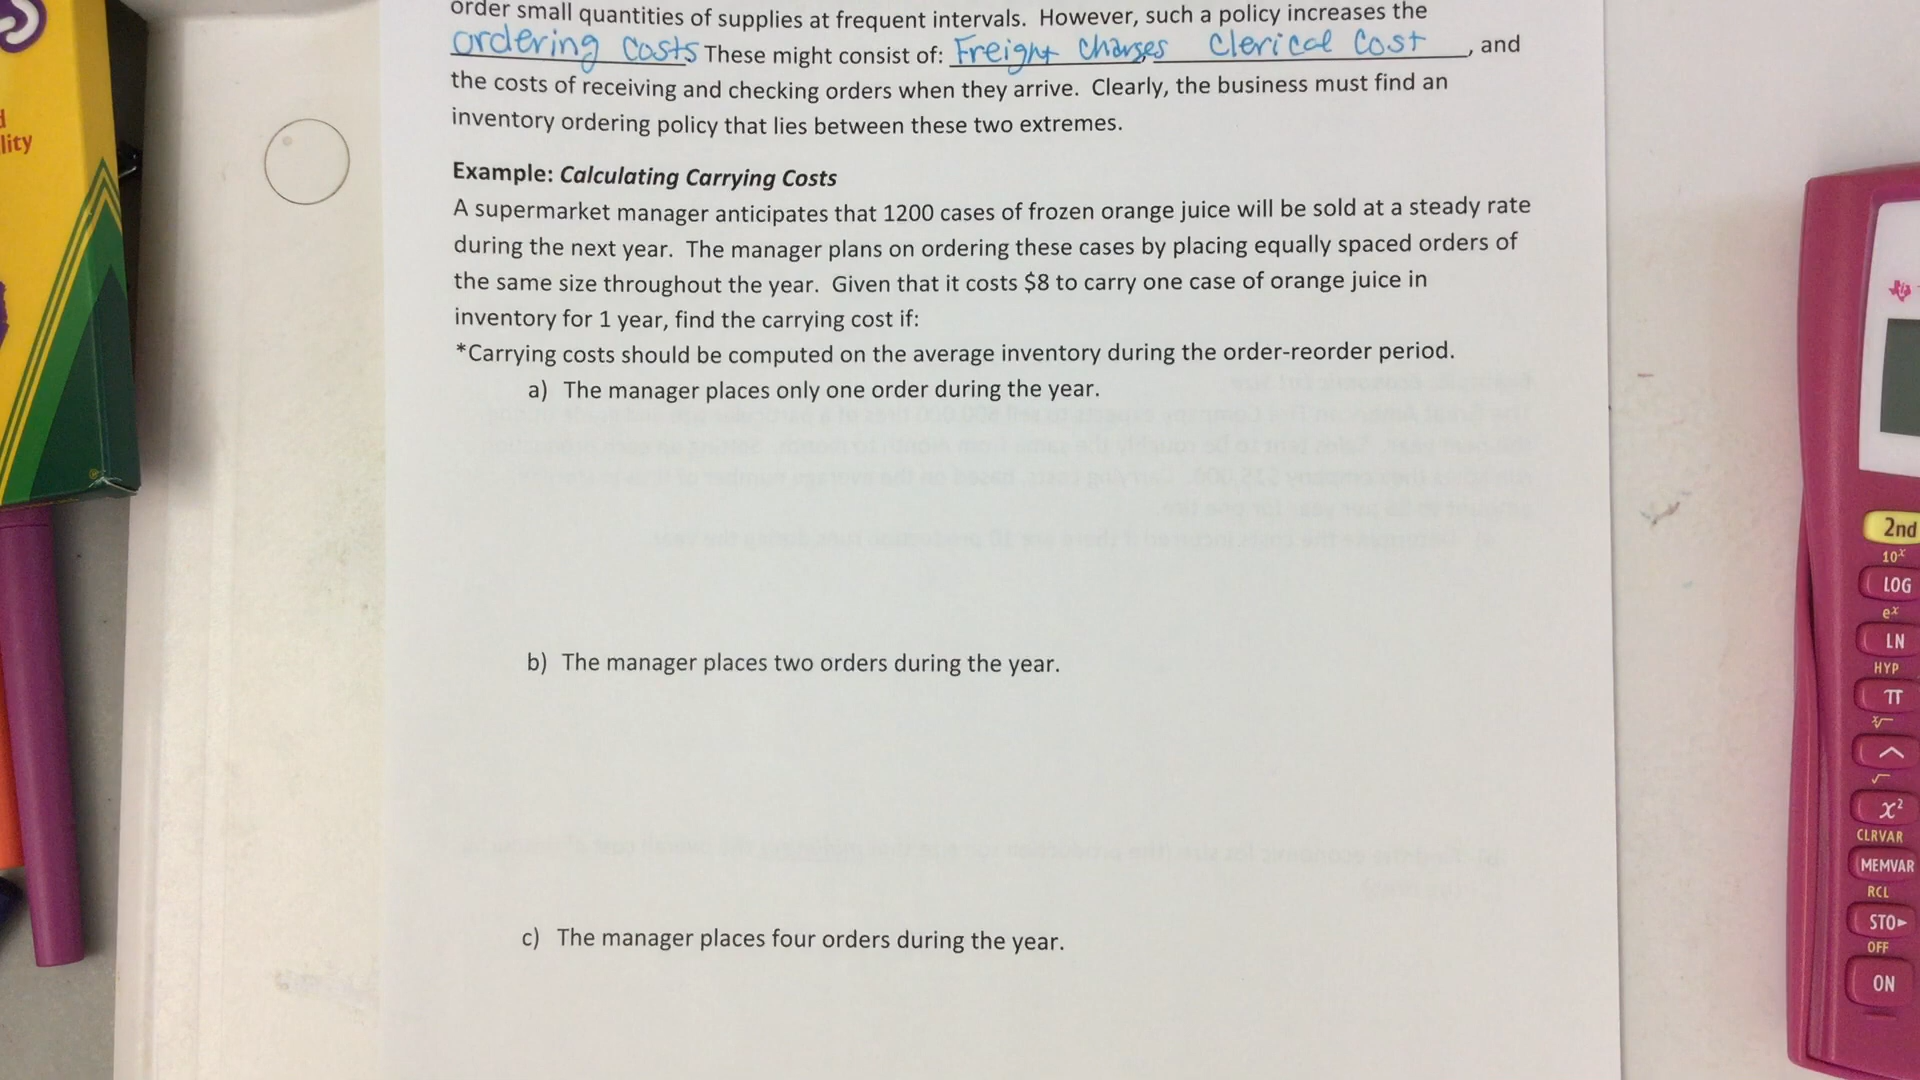 order small quantities of supplies at frequent intervals. However, such a policy increases the
ordering costs These might consist of: Freight Charges, Clerical Cost, and
the costs of receiving and checking orders when they arrive. Clearly, the business must find an
inventory ordering policy that lies between these two extremes.
Example: Calculating Carrying Costs
A supermarket manager anticipates that 1200 cases of frozen orange juice will be sold at a steady rate
during the next year. The manager plans on ordering these cases by placing equally spaced orders of
the same size throughout the year. Given that it costs $8 to carry one case of orange juice in
inventory for 1 year, find the carrying cost if:
*Carrying costs should be computed on the average inventory during the order-reorder period.
a) The manager places only one order during the year.
b) The manager places two orders during the year.
c) The manager places four orders during the year.
lity
2nd
10ˣ
LOG
eˣ
LN
HYP
π
ˣ√
^
√
x²
CLRVAR
MEMVAR
RCL
STO►
OFF
ON